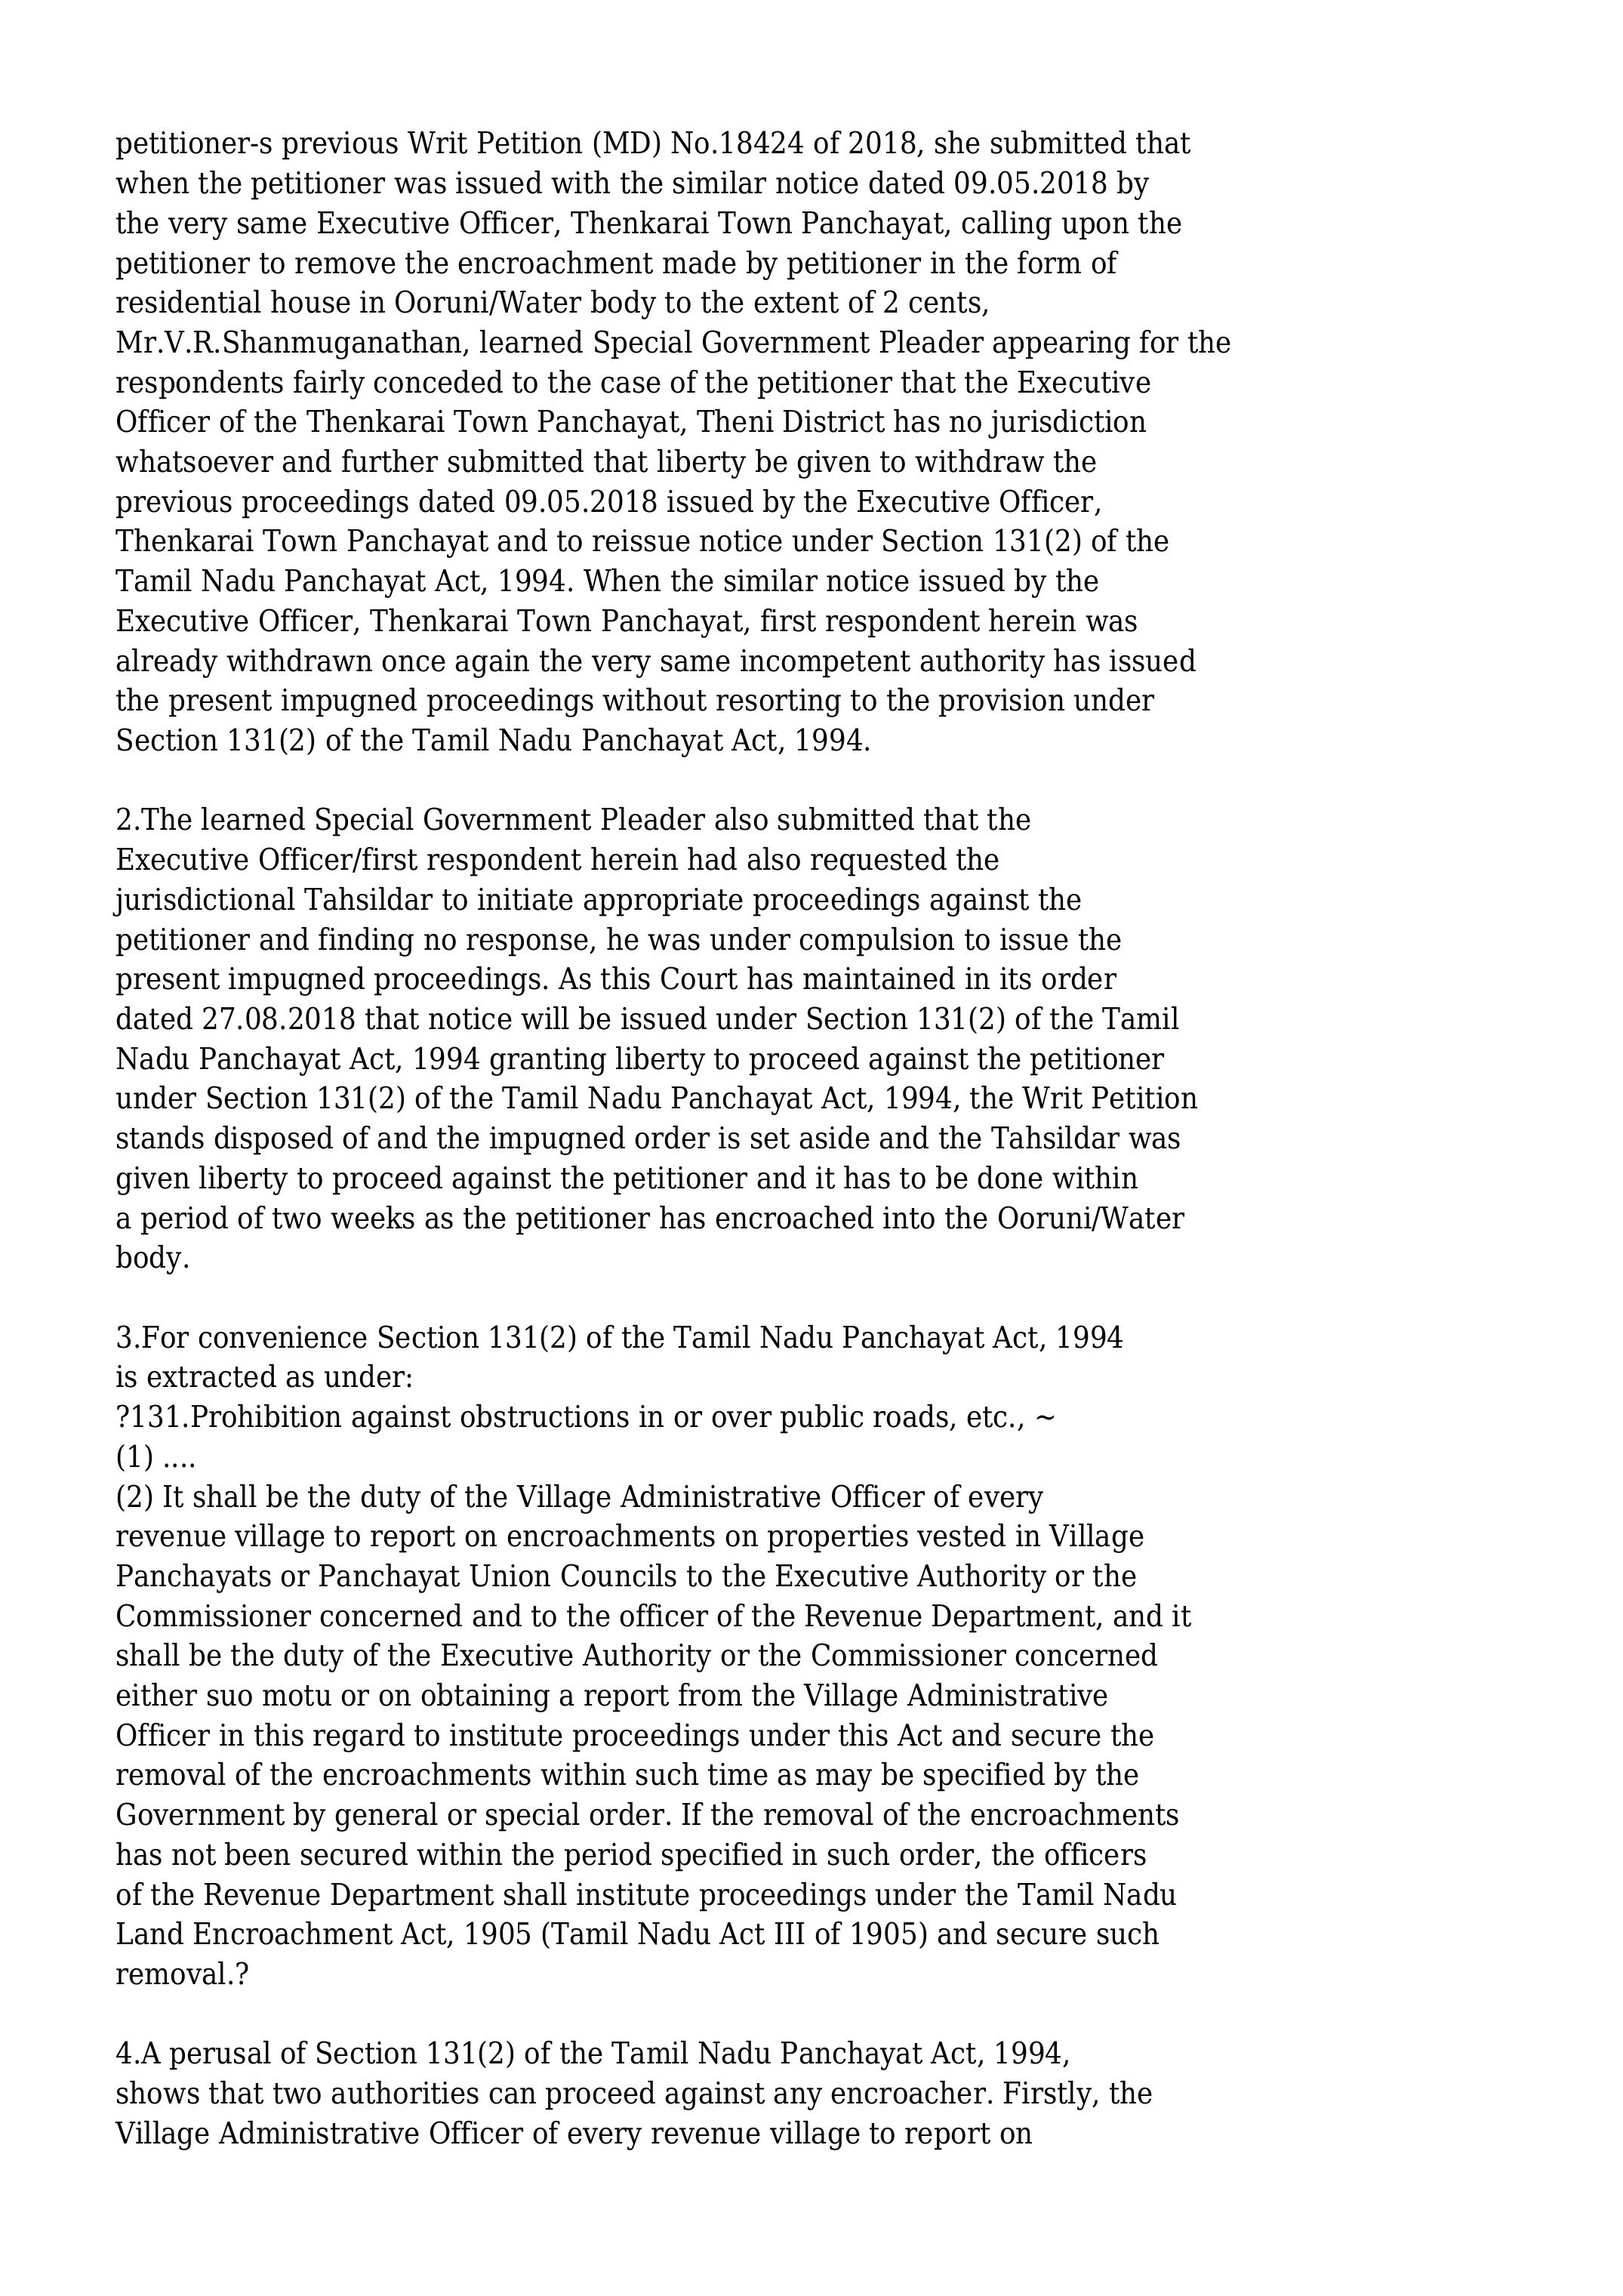 petitioner-s previous Writ Petition (MD) No.18424 of 2018, she submitted that
when the petitioner was issued with the similar notice dated 09.05.2018 by
the very same Executive Officer, Thenkarai Town Panchayat, calling upon the
petitioner to remove the encroachment made by petitioner in the form of
residential house in Ooruni/Water body to the extent of 2 cents,
Mr.V.R.Shanmuganathan, learned Special Government Pleader appearing for the
respondents fairly conceded to the case of the petitioner that the Executive
Officer of the Thenkarai Town Panchayat, Theni District has no jurisdiction
whatsoever and further submitted that liberty be given to withdraw the
previous proceedings dated 09.05.2018 issued by the Executive Officer,
Thenkarai Town Panchayat and to reissue notice under Section 131(2) of the
Tamil Nadu Panchayat Act, 1994. When the similar notice issued by the
Executive Officer, Thenkarai Town Panchayat, first respondent herein was
already withdrawn once again the very same incompetent authority has issued
the present impugned proceedings without resorting to the provision under
Section 131(2) of the Tamil Nadu Panchayat Act, 1994.

2.The learned Special Government Pleader also submitted that the
Executive Officer/first respondent herein had also requested the
jurisdictional Tahsildar to initiate appropriate proceedings against the
petitioner and finding no response, he was under compulsion to issue the
present impugned proceedings. As this Court has maintained in its order
dated 27.08.2018 that notice will be issued under Section 131(2) of the Tamil
Nadu Panchayat Act, 1994 granting liberty to proceed against the petitioner
under Section 131(2) of the Tamil Nadu Panchayat Act, 1994, the Writ Petition
stands disposed of and the impugned order is set aside and the Tahsildar was
given liberty to proceed against the petitioner and it has to be done within
a period of two weeks as the petitioner has encroached into the Ooruni/Water
body.

3.For convenience Section 131(2) of the Tamil Nadu Panchayat Act, 1994
is extracted as under:
?131.Prohibition against obstructions in or over public roads, etc., ~
(1) ....
(2) It shall be the duty of the Village Administrative Officer of every
revenue village to report on encroachments on properties vested in Village
Panchayats or Panchayat Union Councils to the Executive Authority or the
Commissioner concerned and to the officer of the Revenue Department, and it
shall be the duty of the Executive Authority or the Commissioner concerned
either suo motu or on obtaining a report from the Village Administrative
Officer in this regard to institute proceedings under this Act and secure the
removal of the encroachments within such time as may be specified by the
Government by general or special order. If the removal of the encroachments
has not been secured within the period specified in such order, the officers
of the Revenue Department shall institute proceedings under the Tamil Nadu
Land Encroachment Act, 1905 (Tamil Nadu Act III of 1905) and secure such
removal.?

4.A perusal of Section 131(2) of the Tamil Nadu Panchayat Act, 1994,
shows that two authorities can proceed against any encroacher. Firstly, the
Village Administrative Officer of every revenue village to report on